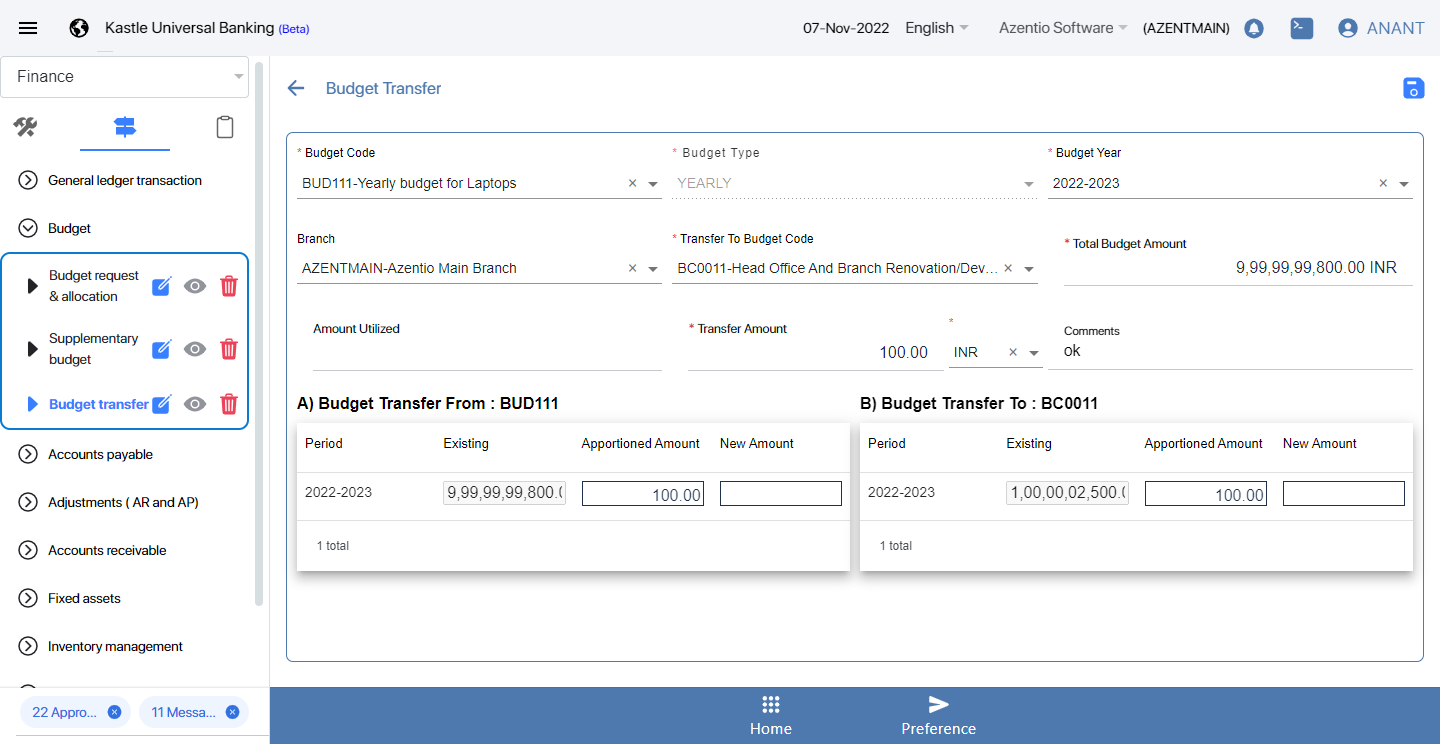 Kastle Universal Banking (Beta)
07-Nov-2022
English
Azentio Software
(AZENTMAIN)
ANANT
Finance
General ledger transaction
Budget
Budget request
& allocation
Supplementary
budget
Budget transfer
Accounts payable
Adjustments ( AR and AP)
Accounts receivable
Fixed assets
Inventory management
22 Appro...
11 Messa...
Budget Transfer
* Budget Code
* Budget Type
* Budget Year
BUD111-Yearly budget for Laptops
YEARLY
2022-2023
Branch
* Transfer To Budget Code
* Total Budget Amount
AZENTMAIN-Azentio Main Branch
BC0011-Head Office And Branch Renovation/Dev...
9,99,99,99,800.00 INR
Amount Utilized
* Transfer Amount
*
Comments
100.00
INR
ok
A) Budget Transfer From : BUD111
Period Existing Apportioned Amount New Amount
2022-2023 9,99,99,99,800.0 100.00
1 total
B) Budget Transfer To : BC0011
Period Existing Apportioned Amount New Amount
2022-2023 1,00,00,02,500.0 100.00
1 total
Home
Preference